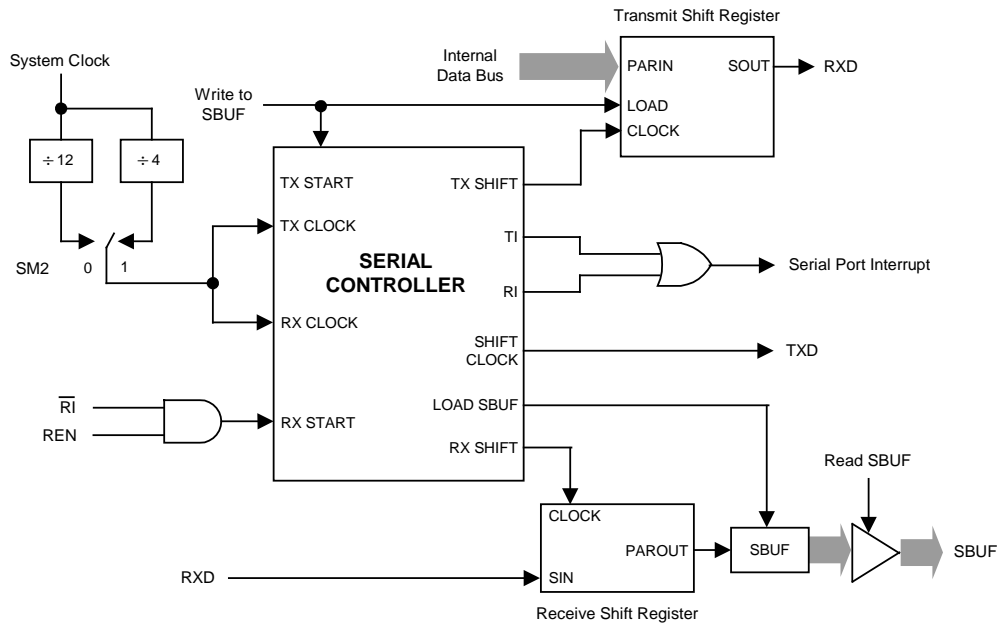 Transmit Shift Register
System Clock
Internal
Data Bus
PARIN
SOUT
RXD
Write to
SBUF
LOAD
CLOCK
÷ 12
÷ 4
TX START
TX SHIFT
TX CLOCK
TI
SERIAL
CONTROLLER
Serial Port Interrupt
SM2
0
1
RI
RX CLOCK
SHIFT
CLOCK
TXD
R̅I̅
REN
LOAD SBUF
RX START
RX SHIFT
Read SBUF
CLOCK
PAROUT
SBUF
SBUF
RXD
SIN
Receive Shift Register